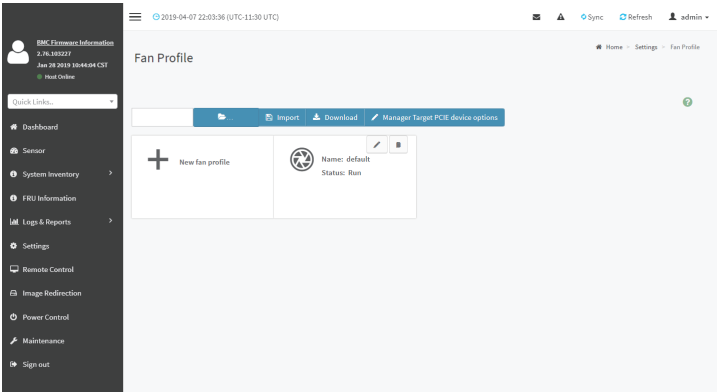 2019-04-07 22:03:36 (UTC-11:30 UTC)
Sync
Refresh
admin
BMC Firmware Information
2.76.103227
Jan 28 2019 10:44:04 CST
Host Online
Quick Links..
Dashboard
Sensor
System Inventory
FRU Information
Logs & Reports
Settings
Remote Control
Image Redirection
Power Control
Maintenance
Sign out
Fan Profile
Home - Settings - Fan Profile
...
Import
Download
Manager Target PCIE device options
New fan profile
Name: default
Status: Run